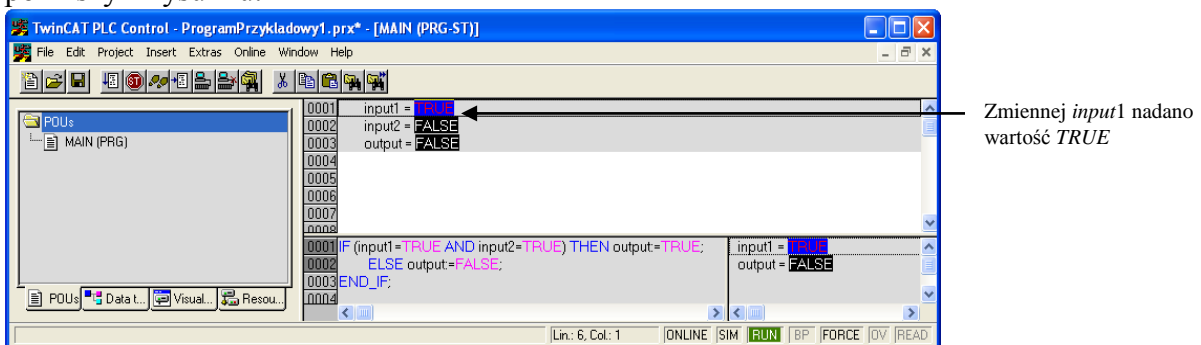 TwinCAT PLC Control - ProgramPrzykladowy1.prx* - [MAIN (PRG-ST)]
File Edit Project Insert Extras Online Window Help
POUs
MAIN (PRG)
0001 input1 = TRUE
0002 input2 = FALSE
0003 output = FALSE
0004
0005
0006
0007
0008
Zmiennej input1 nadano
wartość TRUE
0001 IF (input1=TRUE AND input2=TRUE) THEN output:=TRUE;
0002 ELSE output:=FALSE;
0003 END_IF;
0004
input1 = TRUE
output = FALSE
POUs Data t... Visual... Resou...
Lin.: 6, Col.: 1 ONLINE SIM RUN BP FORCE OV READ